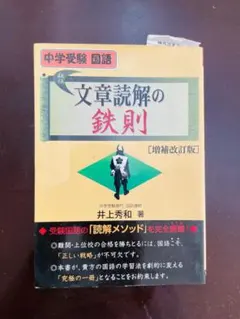 中学受験 国語
文章読解の
鉄則
[増補改訂版]
井上秀和 著
受験国語の「読解メソッド」を完全網羅!
◎難関・上位校の合格を勝ちとるには、国語こそ、
「正しい戦略」が不可欠です。
◎本書が、貴方の国語の学習法を劇的に変える
「究極の一冊」となることをお約束します。